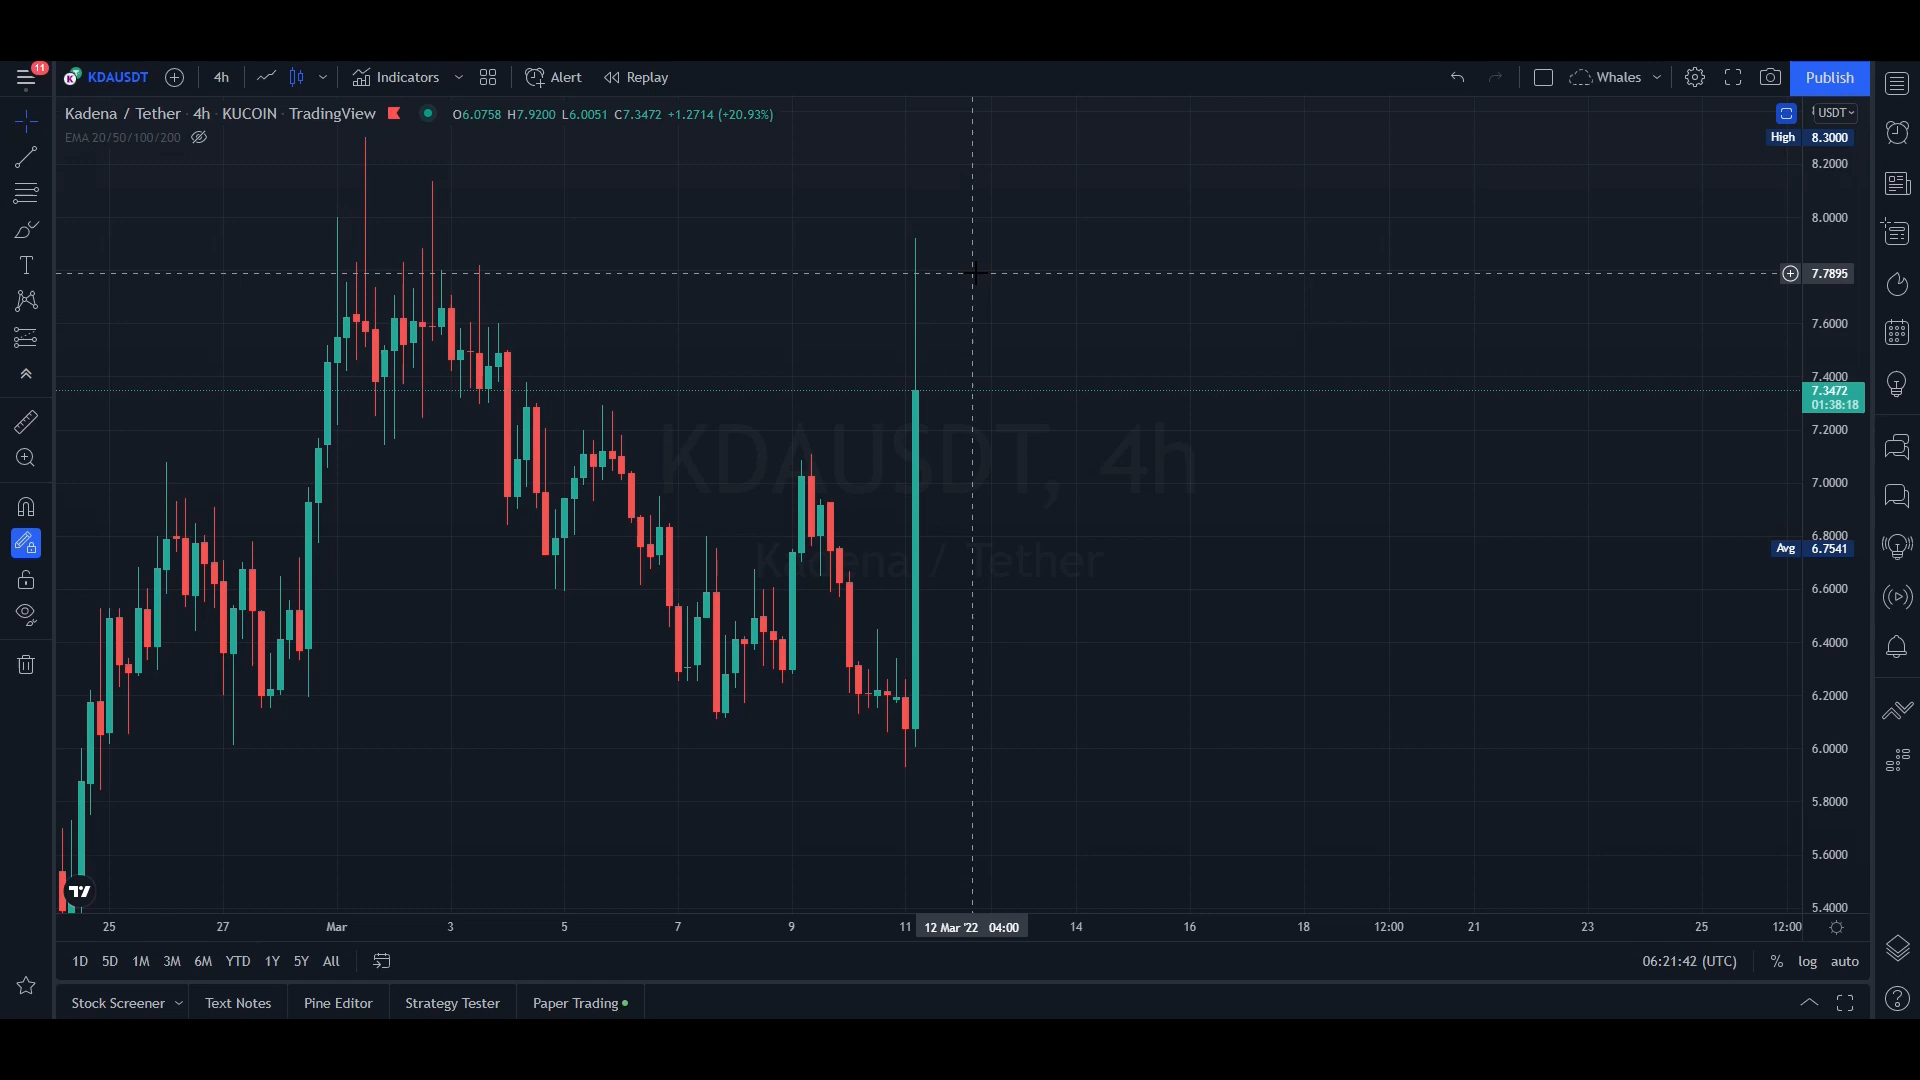 11
KDAUSDT 4h Indicators Alert Replay Whales Publish
Kadena / Tether · 4h · KUCOIN · TradingView O6.0758 H7.9200 L6.0051 C7.3472 +1.2714 (+20.93%)
USDT
EMA 20/50/100/200
High 8.3000
8.2000
8.0000
7.7895
7.6000
7.4000
7.3472
01:38:18
7.2000
7.0000
6.8000
Avg 6.7541
6.6000
6.4000
6.2000
6.0000
5.8000
5.6000
5.4000
KDAUSDT, 4h
Kadena / Tether
25 27 Mar 3 5 7 9 11 12 Mar '22 04:00 14 16 18 12:00 21 23 25 12:00
1D 5D 1M 3M 6M YTD 1Y 5Y All 06:21:42 (UTC) % log auto
Stock Screener Text Notes Pine Editor Strategy Tester Paper Trading